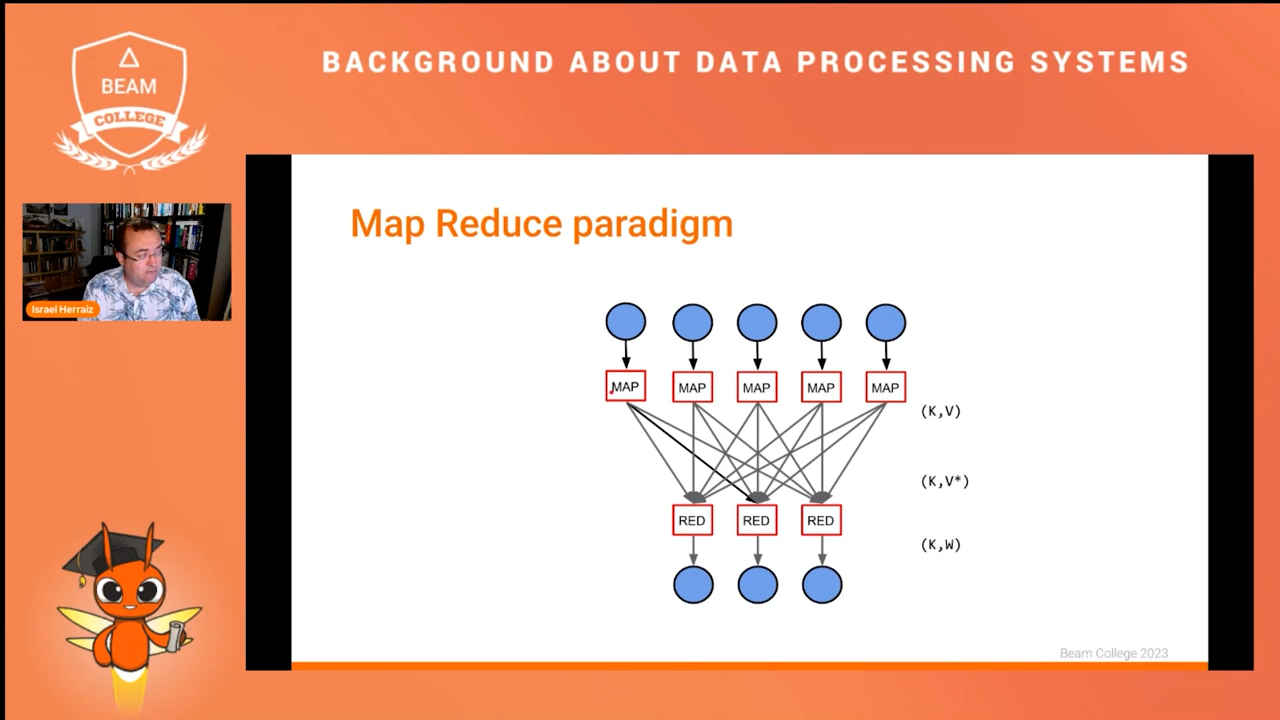 BACKGROUND ABOUT DATA PROCESSING SYSTEMS
BEAM
COLLEGE
Israel Herraiz
Map Reduce paradigm
MAP MAP MAP MAP MAP
(K,V)
(K,V*)
RED RED RED
(K,W)
Beam College 2023